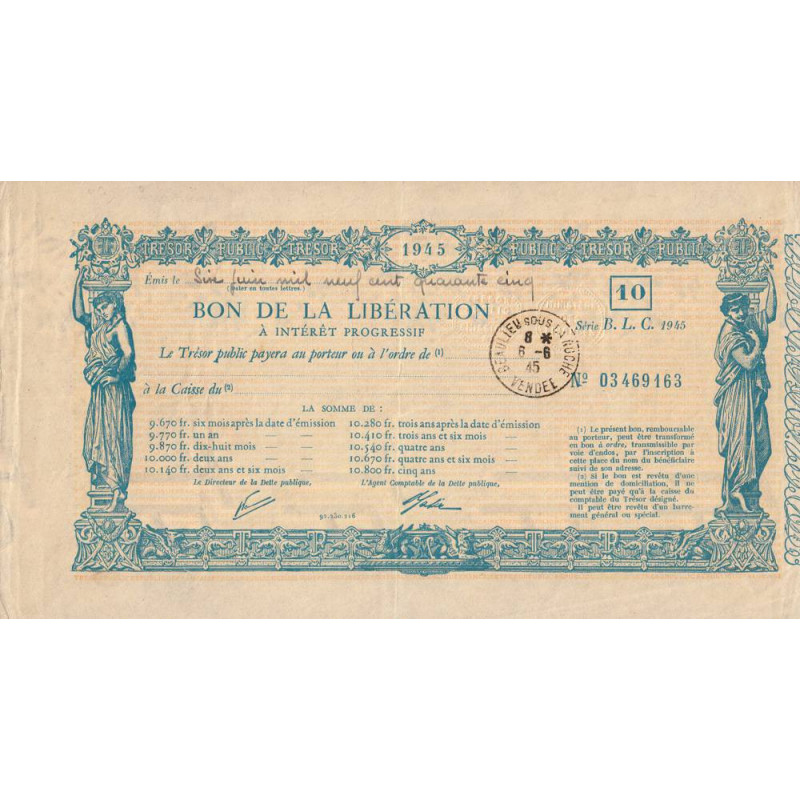 TRÉSOR PUBLIC TRÉSOR 1945 PUBLIC TRÉSOR PUBLIC
Émis le Six juin mil neuf cent quarante cinq
(Dater en toutes lettres)
10
BON DE LA LIBÉRATION
A INTÉRÊT PROGRESSIF
Série B. L. C. 1945
Le Trésor public payera au porteur ou à l'ordre de (1)
BEAULIEU SOUS LA ROCHE
8 *
6 -6
45
VENDEE
à la Caisse du (2)
Nº 03469163
LA SOMME DE :
9.670 fr. six mois après la date d'émission
9.770 fr. un an — —
9.870 fr. dix-huit mois — —
10.000 fr. deux ans — —
10.140 fr. deux ans et six mois —
10.280 fr. trois ans après la date d'émission
10.410 fr. trois ans et six mois —
10.540 fr. quatre ans —
10.670 fr. quatre ans et six mois —
10.800 fr. cinq ans —
Le Directeur de la Dette publique,
L'Agent Comptable de la Dette publique,
(1) Le présent bon, remboursable
au porteur, peut être transformé
en bon à ordre, transmissible par
voie d'endos, par l'inscription à
cette place du nom du bénéficiaire
suivi de son adresse.
(2) Si le bon est revêtu d'une
mention de domiciliation, il ne
peut être payé qu'à la caisse du
comptable du Trésor désigné.
Il peut être revêtu d'un barre-
ment général ou spécial.
T T P T T P